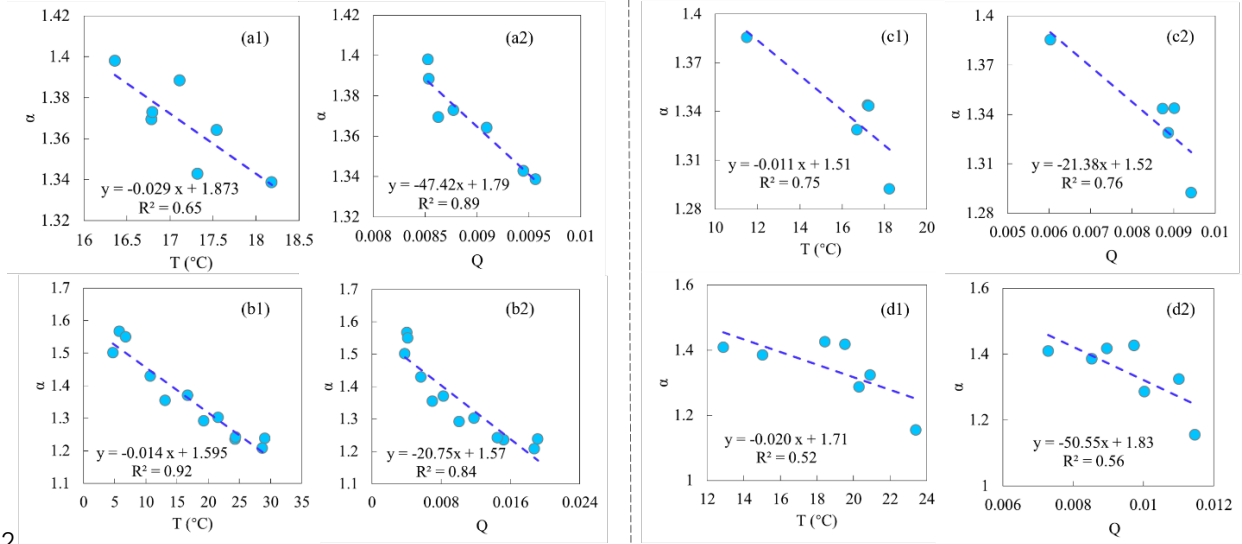 1.42
1.4
1.38
1.36
1.34
1.32
α
(a1)
y = -0.029 x + 1.873
R² = 0.65
16 16.5 17 17.5 18 18.5
T (°C)
1.42
1.4
1.38
1.36
1.34
1.32
α
(a2)
y = -47.42x + 1.79
R² = 0.89
0.008 0.0085 0.009 0.0095 0.01
Q
1.4
1.37
1.34
1.31
1.28
α
(c1)
y = -0.011x + 1.51
R² = 0.75
10 12 14 16 18 20
T (°C)
1.4
1.37
1.34
1.31
1.28
α
(c2)
y = -21.38x + 1.52
R² = 0.76
0.005 0.006 0.007 0.008 0.009 0.01
Q
1.7
1.6
1.5
1.4
1.3
1.2
1.1
α
(b1)
y = -0.014 x + 1.595
R² = 0.92
0 5 10 15 20 25 30 35
T (°C)
1.7
1.6
1.5
1.4
1.3
1.2
1.1
α
(b2)
y = -20.75x + 1.57
R² = 0.84
0 0.008 0.016 0.024
Q
1.6
1.4
1.2
1
α
(d1)
y = -0.020 x + 1.71
R² = 0.52
12 14 16 18 20 22 24
T (°C)
1.6
1.4
1.2
1
α
(d2)
y = -50.55x + 1.83
R² = 0.56
0.006 0.008 0.01 0.012
Q
2